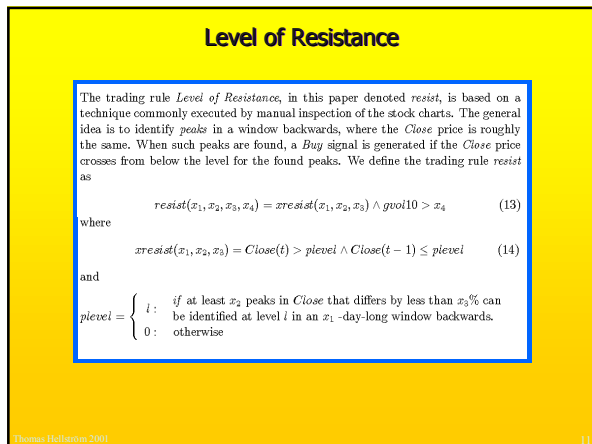 Level of Resistance
The trading rule Level of Resistance, in this paper denoted resist, is based on a
technique commonly executed by manual inspection of the stock charts. The general
idea is to identify peaks in a window backwards, where the Close price is roughly
the same. When such peaks are found, a Buy signal is generated if the Close price
crosses from below the level for the found peaks. We define the trading rule resist
as
resist(x₁, x₂, x₃, x₄) = xresist(x₁, x₂, x₃) ∧ gvol10 > x₄ (13)
where
xresist(x₁, x₂, x₃) = Close(t) > plevel ∧ Close(t − 1) ≤ plevel (14)
and
plevel = { l : if at least x₂ peaks in Close that differs by less than x₃% can
be identified at level l in an x₁ -day-long window backwards.
0 : otherwise
Thomas Hellström 2001